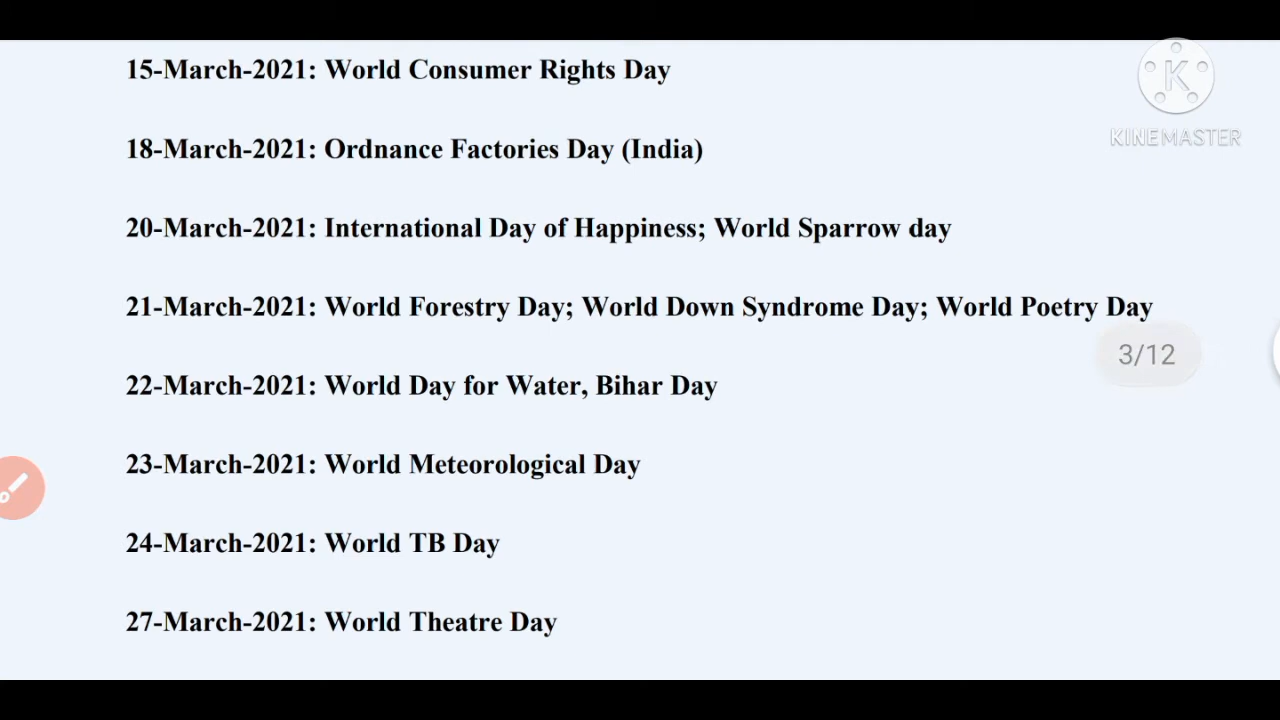 15-March-2021: World Consumer Rights Day
K
KINEMASTER
18-March-2021: Ordnance Factories Day (India)
20-March-2021: International Day of Happiness; World Sparrow day
21-March-2021: World Forestry Day; World Down Syndrome Day; World Poetry Day
3/12
22-March-2021: World Day for Water, Bihar Day
23-March-2021: World Meteorological Day
24-March-2021: World TB Day
27-March-2021: World Theatre Day